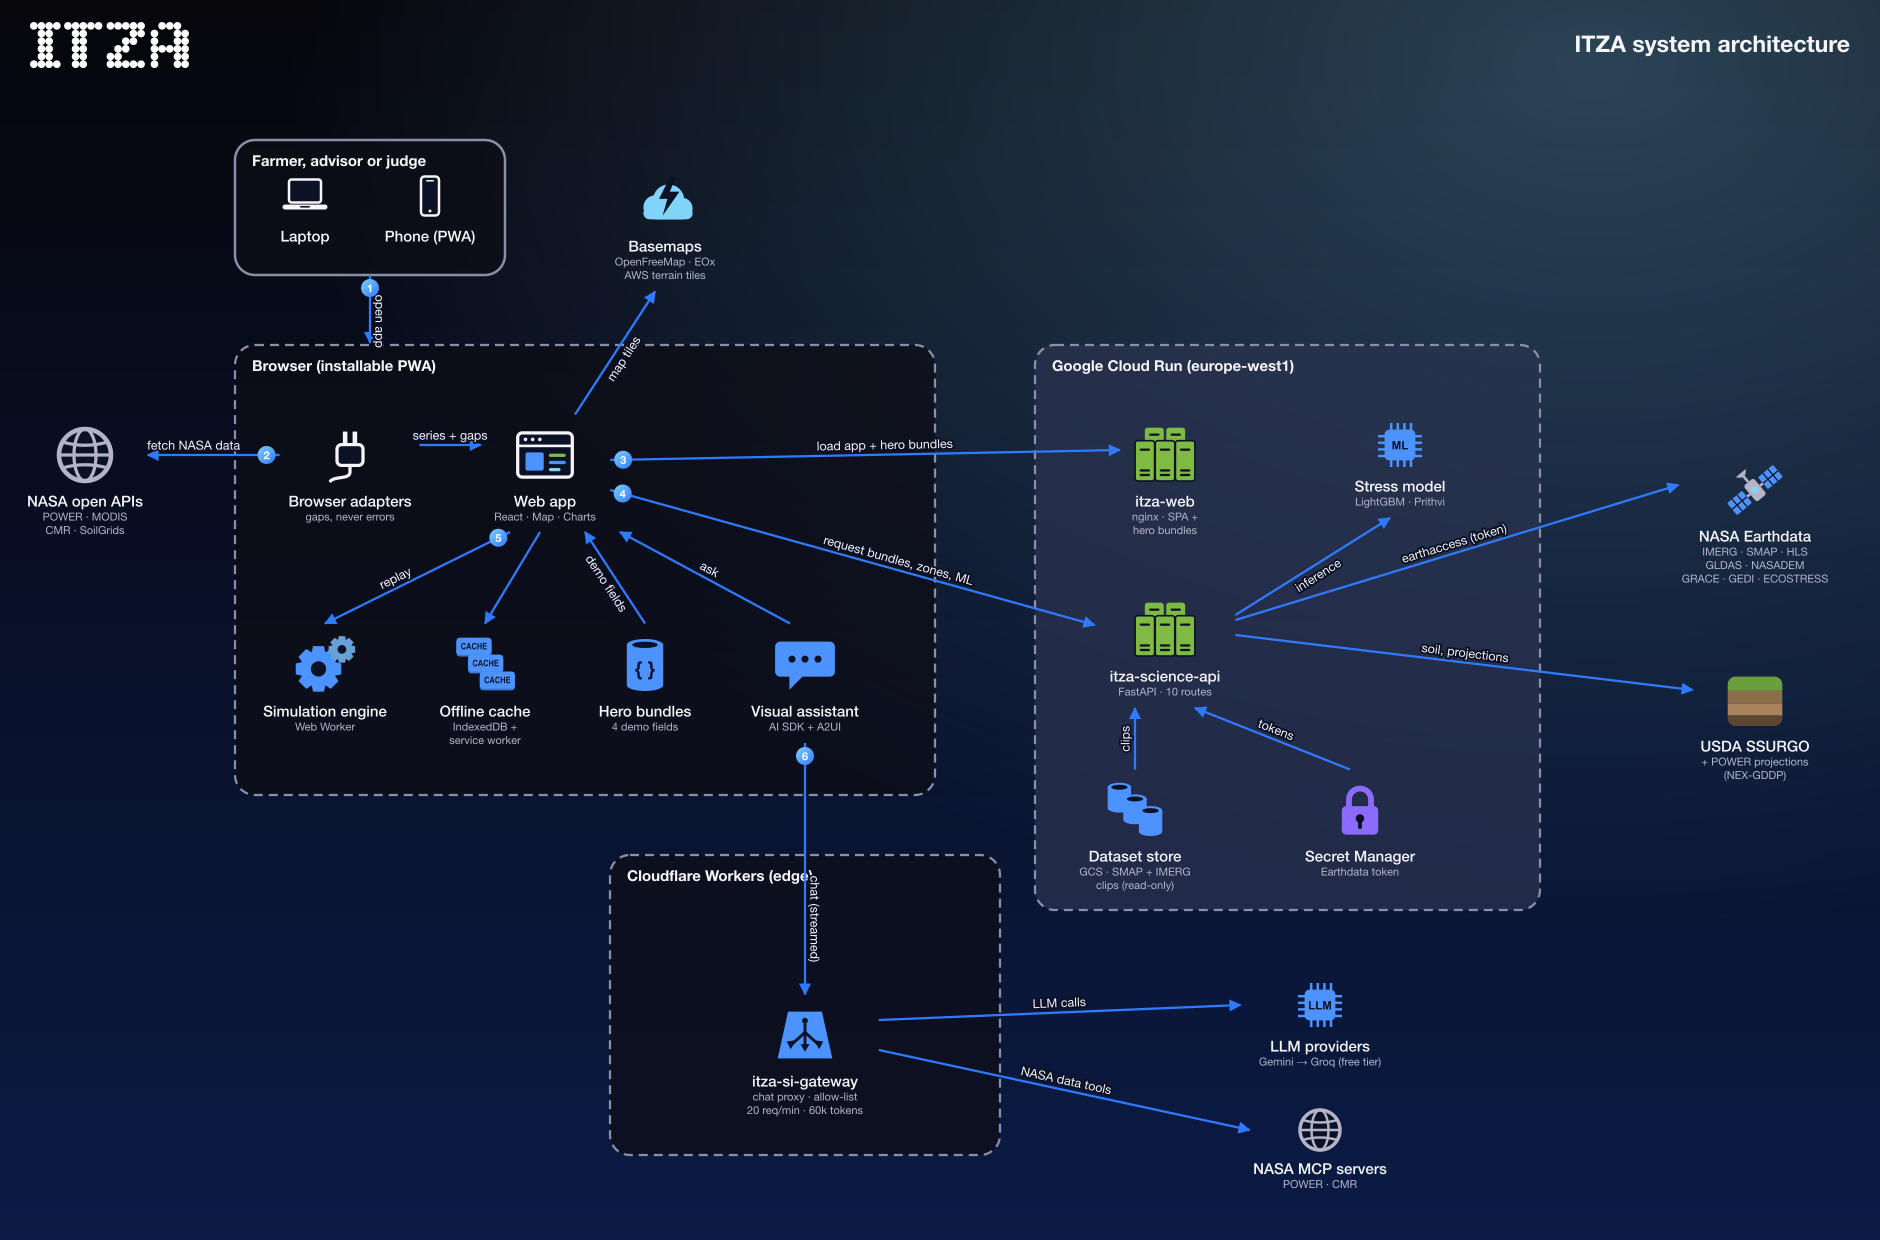 ITZA
ITZA system architecture
Farmer, advisor or judge
Laptop
Phone (PWA)
Basemaps
OpenFreeMap · EOx
AWS terrain tiles
1
open app
map tiles
Browser (installable PWA)
Google Cloud Run (europe-west1)
fetch NASA data
2
series + gaps
3
load app + hero bundles
4
NASA open APIs
POWER · MODIS
CMR · SoilGrids
Browser adapters
gaps, never errors
Web app
React · Map · Charts
itza-web
nginx · SPA +
hero bundles
ML
Stress model
LightGBM · Prithvi
NASA Earthdata
IMERG · SMAP · HLS
GLDAS · NASADEM
GRACE · GEDI · ECOSTRESS
5
replay
demo fields
ask
request bundles, zones, ML
inference
earthaccess (token)
soil, projections
CACHE
CACHE
CACHE
{ }
Simulation engine
Web Worker
Offline cache
IndexedDB +
service worker
Hero bundles
4 demo fields
Visual assistant
AI SDK + A2UI
itza-science-api
FastAPI · 10 routes
USDA SSURGO
+ POWER projections
(NEX-GDDP)
clips
tokens
6
Dataset store
GCS · SMAP + IMERG
clips (read-only)
Secret Manager
Earthdata token
Cloudflare Workers (edge)
chat (streamed)
LLM calls
LLM
LLM providers
Gemini → Groq (free tier)
itza-si-gateway
chat proxy · allow-list
20 req/min · 60k tokens
NASA data tools
NASA MCP servers
POWER · CMR